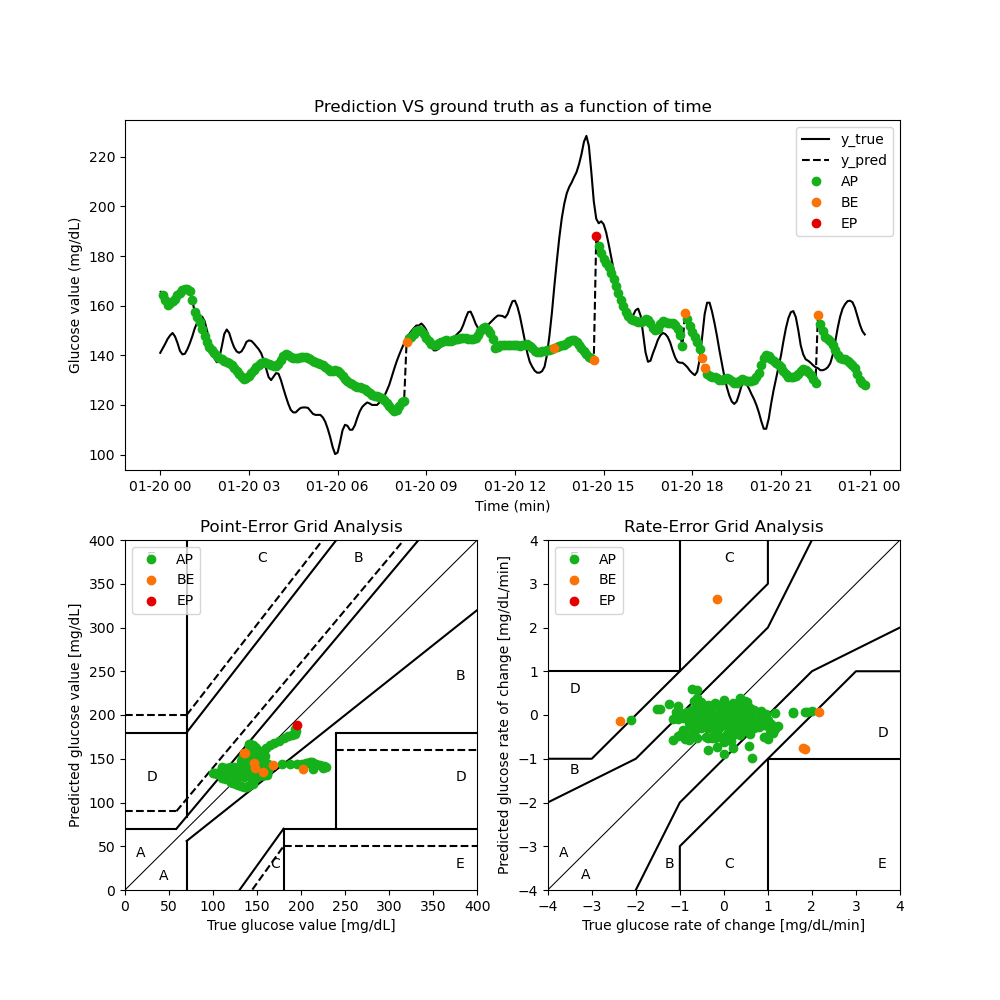 Prediction VS ground truth as a function of time
Glucose value (mg/dL)
220
200
180
160
140
120
100
y_true
y_pred
AP
BE
EP
01-20 00 01-20 03 01-20 06 01-20 09 01-20 12 01-20 15 01-20 18 01-20 21 01-21 00
Time (min)
Point-Error Grid Analysis
Predicted glucose value [mg/dL]
400
350
300
250
200
150
100
50
0
AP
BE
EP
C
B
B
D
D
A
A
C
E
0 50 100 150 200 250 300 350 400
True glucose value [mg/dL]
Rate-Error Grid Analysis
Predicted glucose rate of change [mg/dL/min]
4
3
2
1
0
−1
−2
−3
−4
AP
BE
EP
C
D
D
B
A
A
B
C
E
−4 −3 −2 −1 0 1 2 3 4
True glucose rate of change [mg/dL/min]